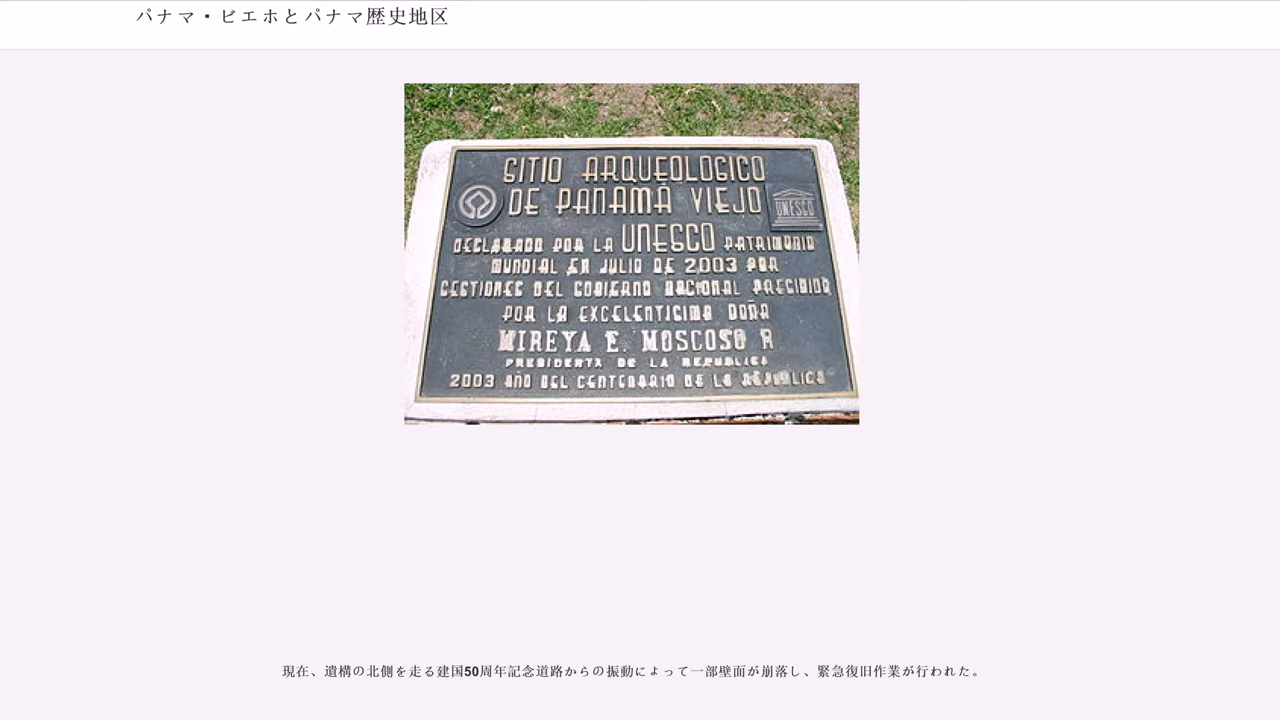 パナマ・ビエホとパナマ歴史地区
SITIO ARQUEOLOGICO
DE PANAMÁ VIEJO
UNESCO
DECLARADO POR LA UNESCO PATRIMONIO
MUNDIAL EN JULIO DE 2003 POR
GESTIONES DEL GOBIERNO NACIONAL PRECIDIDO
POR LA EXCELENTISIMA DOÑA
MIREYA E. MOSCOSO R
PRESIDENTA DE LA REPUBLICA
2003 AÑO DEL CENTENARIO DE LA REPUBLICA
現在、遺構の北側を走る建国50周年記念道路からの振動によって一部壁面が崩落し、緊急復旧作業が行われた。